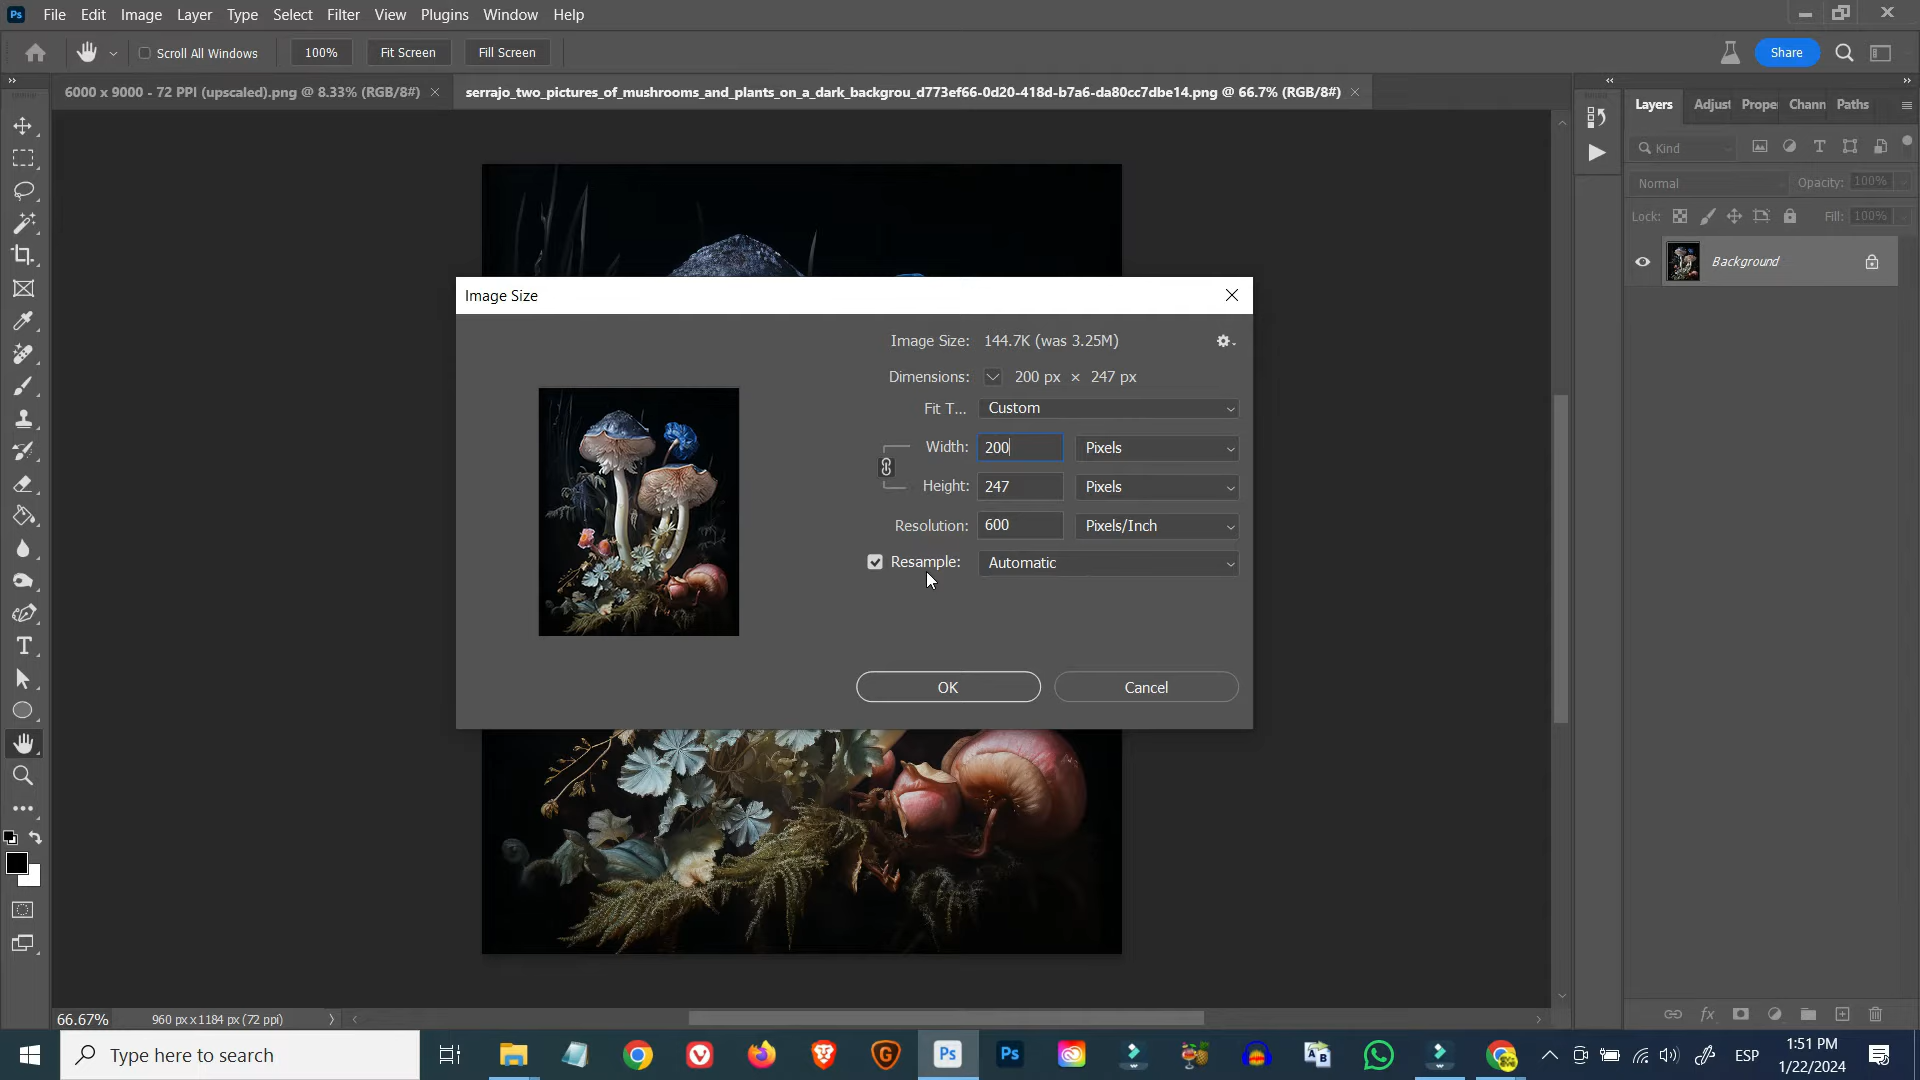 Ps File Edit Image Layer Type Select Filter View Plugins Window Help
Scroll All Windows 100% Fit Screen Fill Screen Share
6000 x 9000 - 72 PPI (upscaled).png @ 8.33% (RGB/8#) serrajo_two_pictures_of_mushrooms_and_plants_on_a_dark_backgrou_d773ef66-0d20-418d-b7a6-da80cc7dbe14.png @ 66.7% (RGB/8#)
Layers Adjust Proper Chann Paths
Kind
Normal Opacity: 100%
Lock: Fill: 100%
Background
Image Size
Image Size: 144.7K (was 3.25M)
Dimensions: 200 px × 247 px
Fit T... Custom
Width: 200 Pixels
Height: 247 Pixels
Resolution: 600 Pixels/Inch
Resample: Automatic
OK Cancel
fx
66.67% 960 px x 1184 px (72 ppi)
Type here to search
Ps Ps
ESP
1:51 PM
1/22/2024